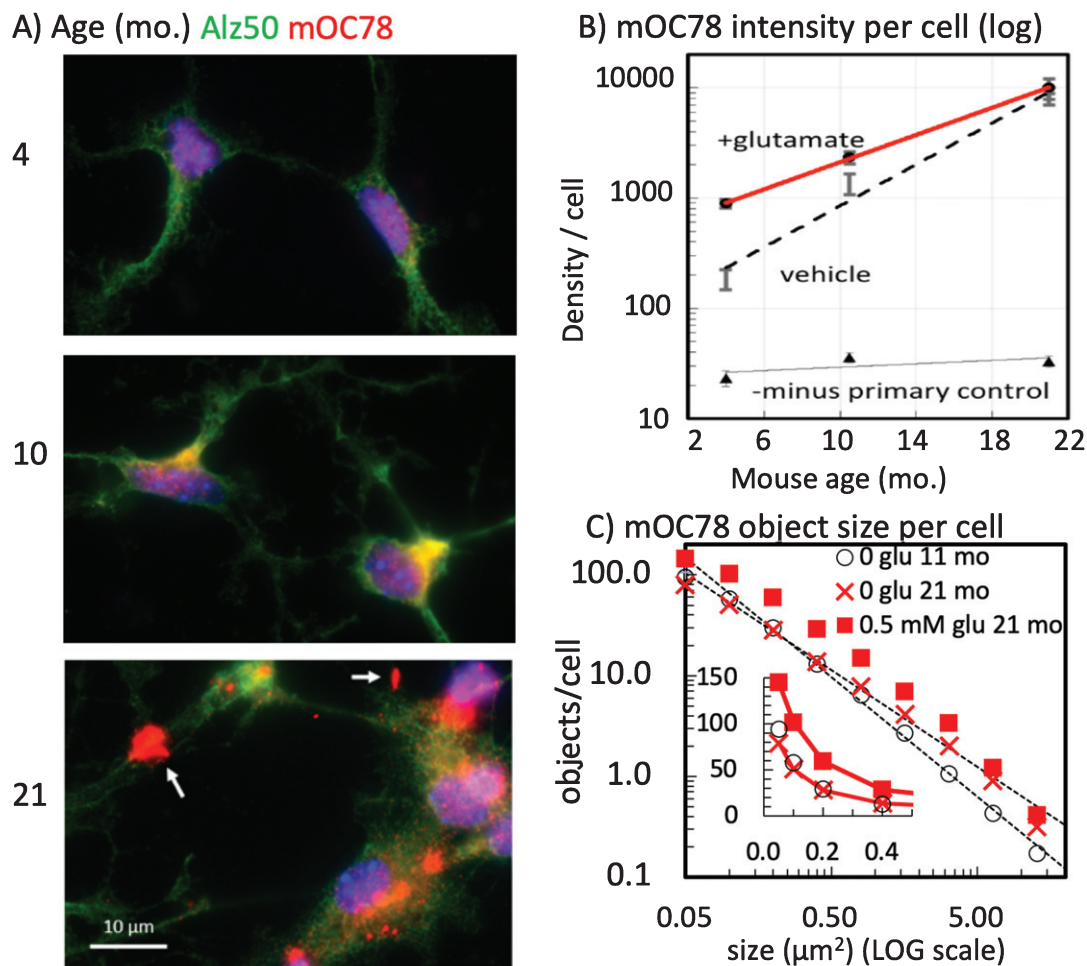 A) Age (mo.) Alz50 mOC78
4
10
21
10 µm
B) mOC78 intensity per cell (log)
Density / cell
10000
1000
100
10
+glutamate
vehicle
-minus primary control
2 6 10 14 18 22
Mouse age (mo.)
C) mOC78 object size per cell
objects/cell
100.0
10.0
1.0
0.1
0 glu 11 mo
0 glu 21 mo
0.5 mM glu 21 mo
150
100
50
0
0.0 0.2 0.4
0.05 0.50 5.00
size (µm²) (LOG scale)